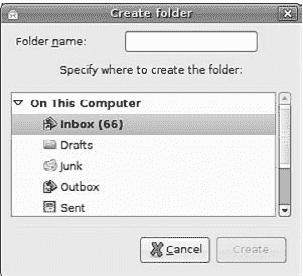 Create folder
Folder name:
Specify where to create the folder:
On This Computer
Inbox (66)
Drafts
Junk
Outbox
Sent
Cancel
Create